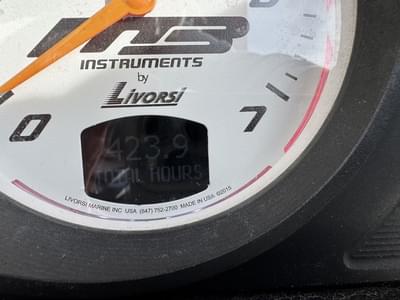 INSTRUMENTS
by
LIVORSI
0
7
423.9
TOTAL HOURS
LIVORSI MARINE INC USA (847) 752-2700 MADE IN USA ©2015